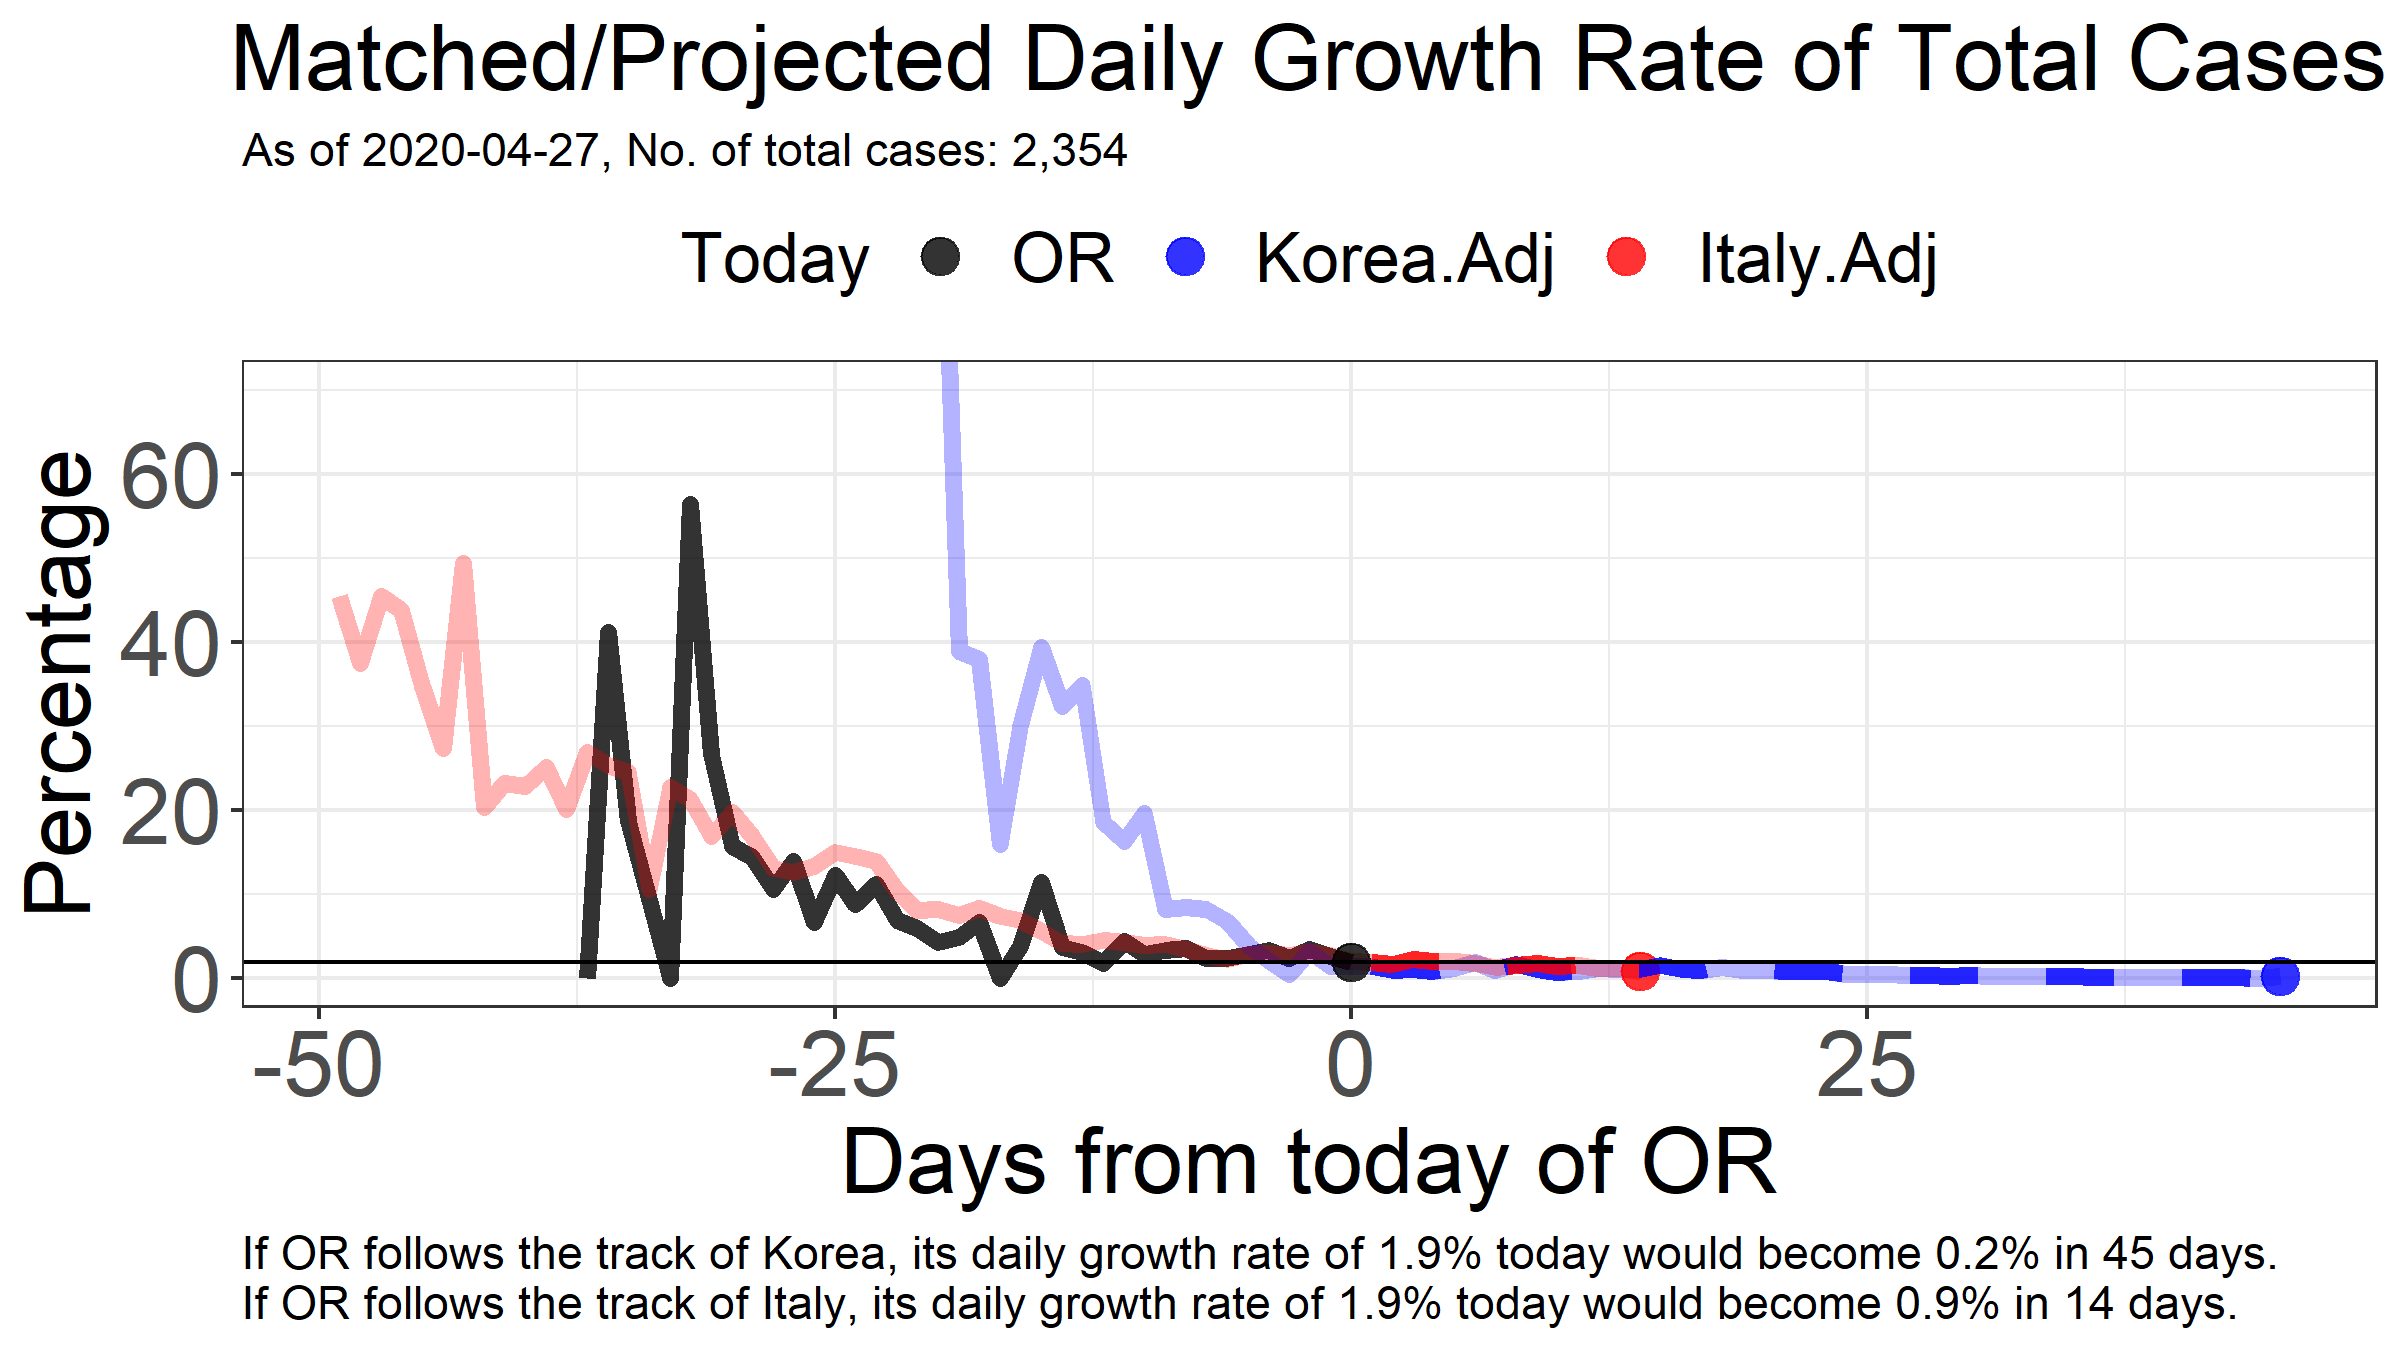 Matched/Projected Daily Growth Rate of Total Cases
As of 2020-04-27, No. of total cases: 2,354
Today OR Korea.Adj Italy.Adj
Percentage
60
40
20
0
-50 -25 0 25
Days from today of OR
If OR follows the track of Korea, its daily growth rate of 1.9% today would become 0.2% in 45 days.
If OR follows the track of Italy, its daily growth rate of 1.9% today would become 0.9% in 14 days.